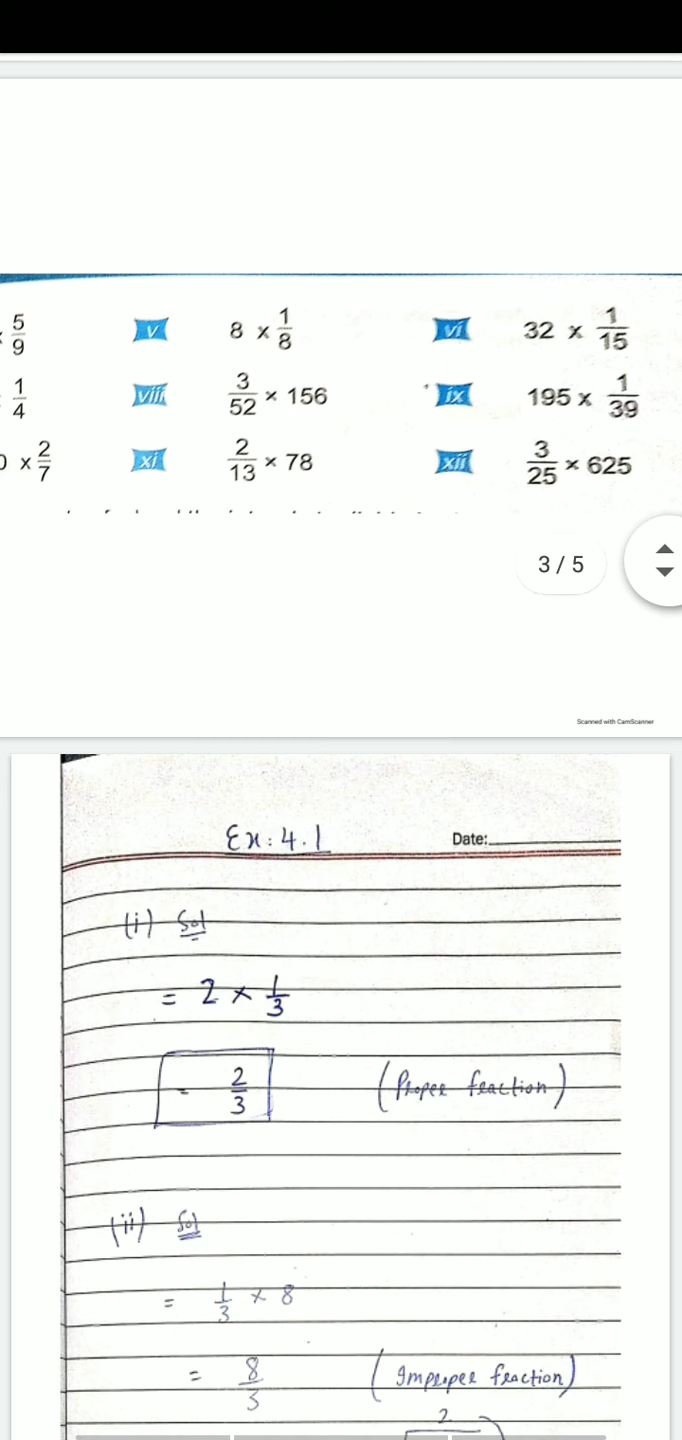 5/9 v 8 × 1/8 vi 32 × 1/15
1/4 viii 3/52 × 156 ix 195 × 1/39
0 × 2/7 xi 2/13 × 78 xii 3/25 × 625
3 / 5
Scanned with CamScanner
Ex: 4.1 Date:
(i) Sol
= 2 × 1/3
= 2/3 (Proper fraction)
(ii) Sol
= 1/3 × 8
= 8/3 (Improper fraction)
2